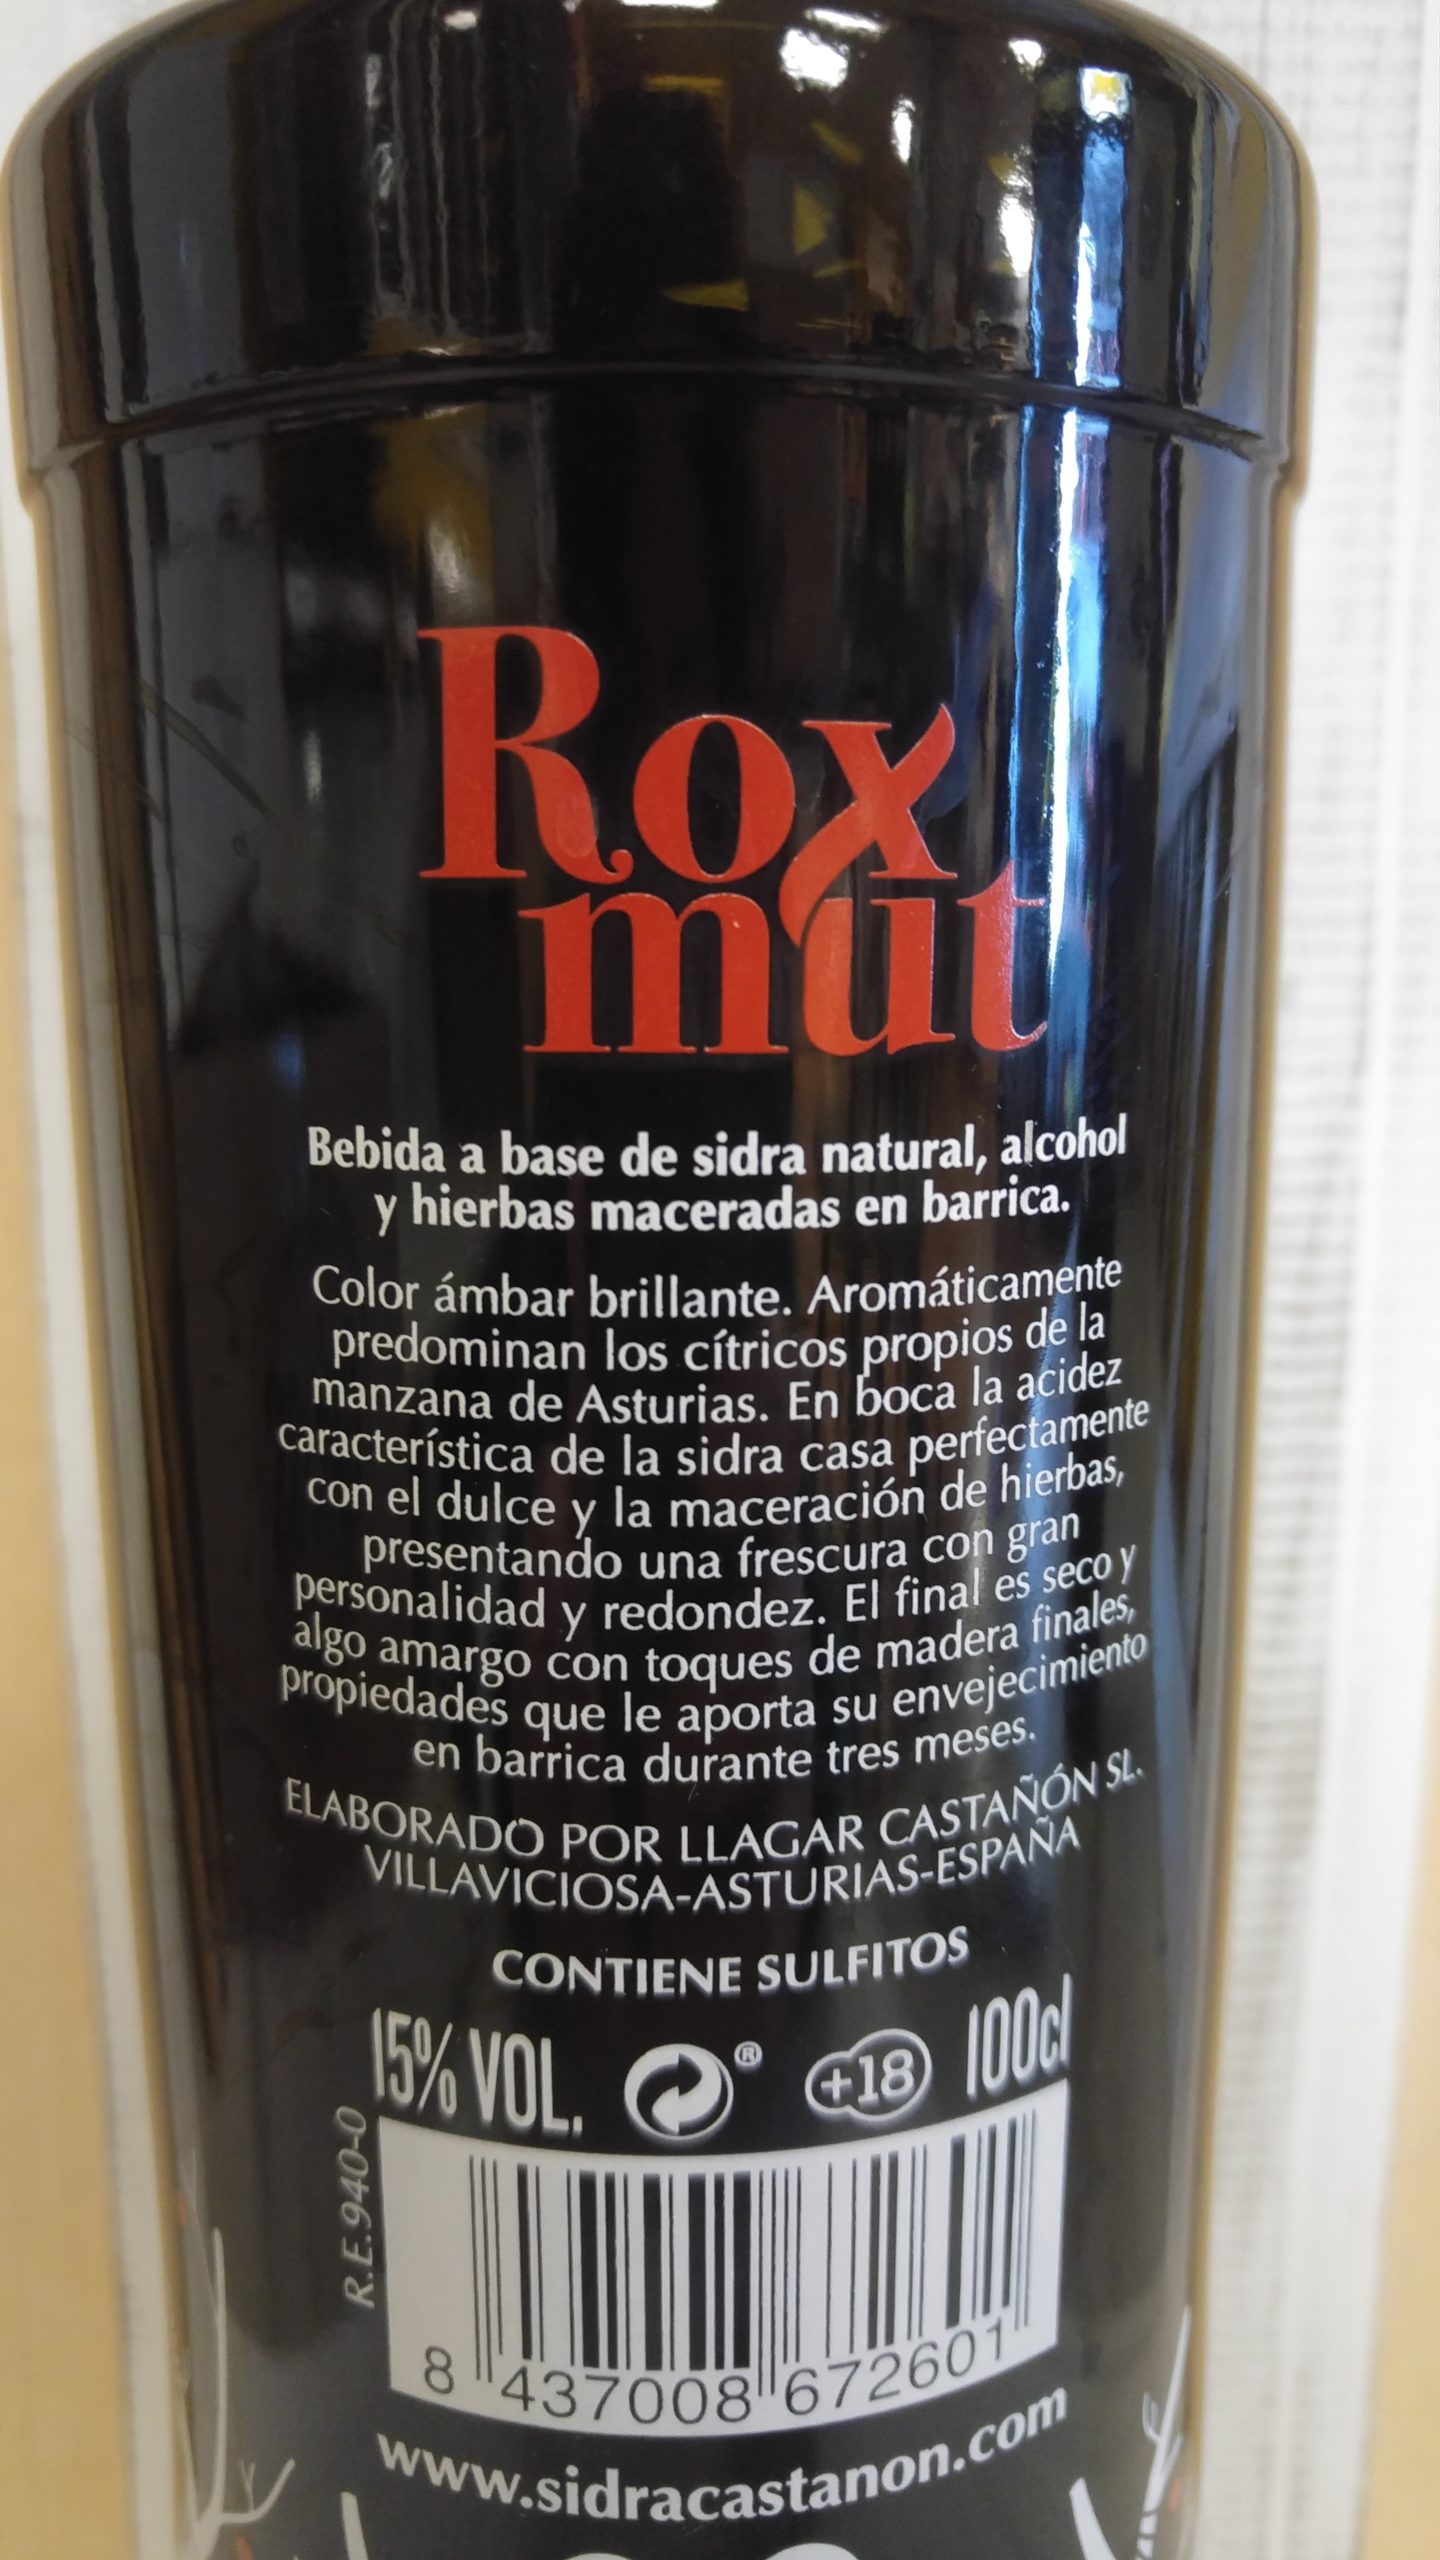 Rox
mut
Bebida a base de sidra natural, alcohol
y hierbas maceradas en barrica.
Color ámbar brillante. Aromáticamente
predominan los cítricos propios de la
manzana de Asturias. En boca la acidez
característica de la sidra casa perfectamente
con el dulce y la maceración de hierbas,
presentando una frescura con gran
personalidad y redondez. El final es seco y
algo amargo con toques de madera finales,
propiedades que le aporta su envejecimiento
en barrica durante tres meses.
ELABORADO POR LLAGAR CASTAÑÓN SL.
VILLAVICIOSA-ASTURIAS-ESPAÑA
CONTIENE SULFITOS
15% VOL. ® +18 100cl
R.E.940-O
8 437008 672601
www.sidracastanon.com